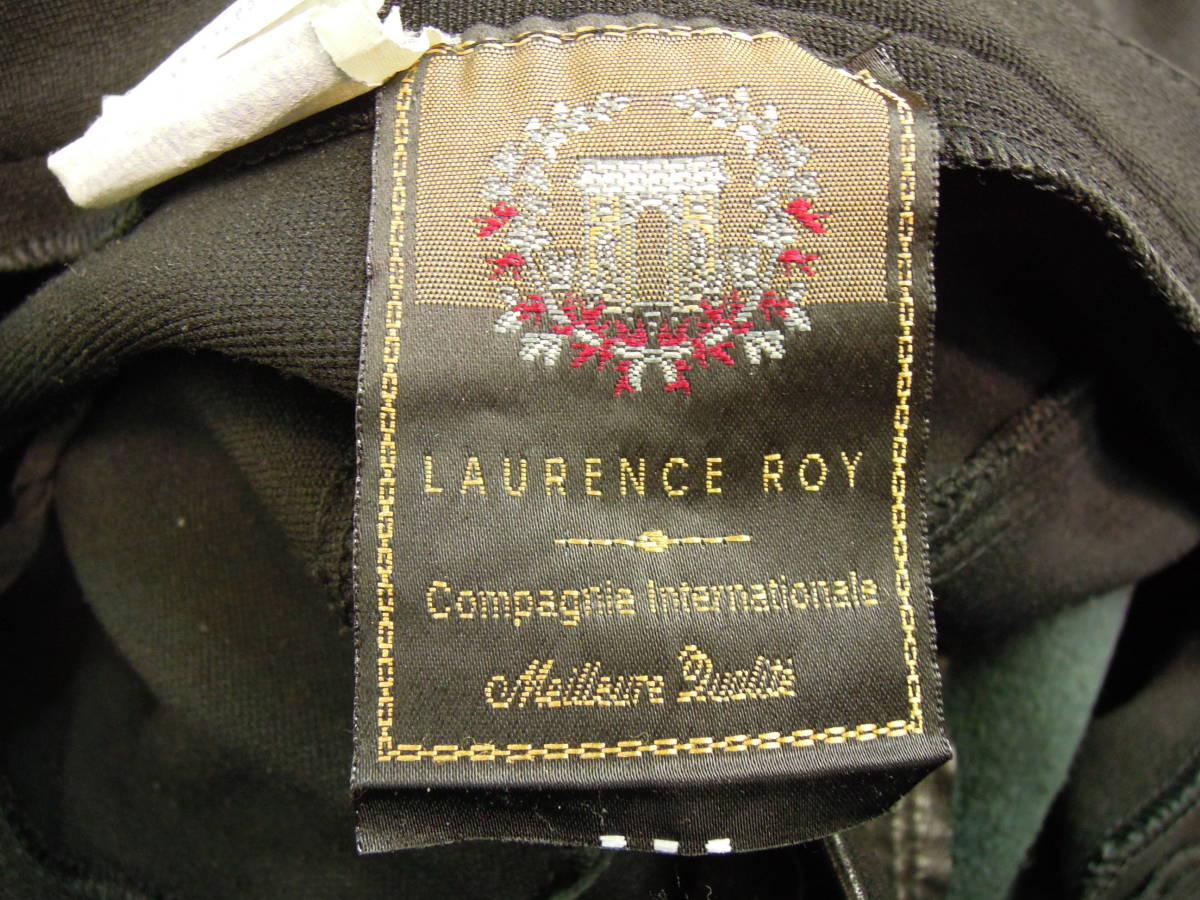 LAURENCE ROY
Compagnie Internationale
Meilleure Qualité